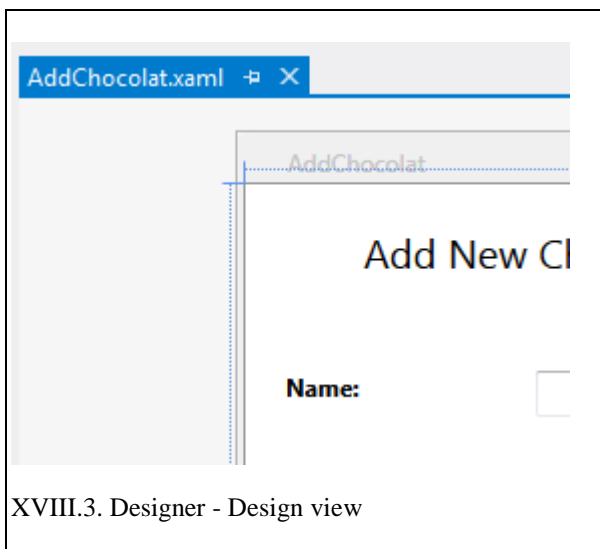 AddChocolat.xaml
AddChocolat
Add New Cl
Name:
XVIII.3. Designer - Design view